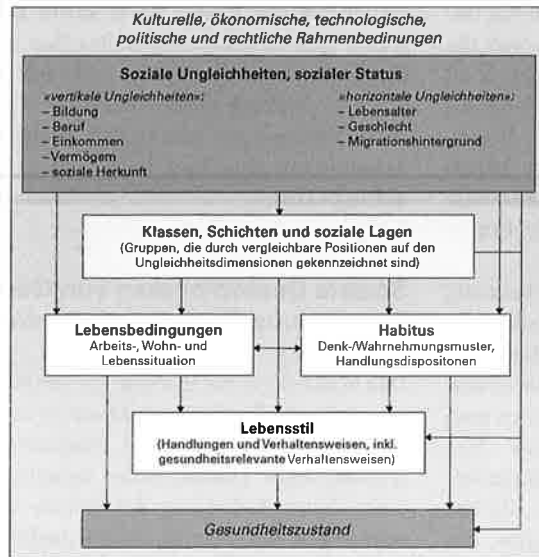 Kulturelle, ökonomische, technologische,
politische und rechtliche Rahmenbedinungen
Soziale Ungleichheiten, sozialer Status
«vertikale Ungleichheiten»:
– Bildung
– Beruf
– Einkommen
– Vermögem
– soziale Herkunft
«horizontale Ungleichheiten»:
– Lebensalter
– Geschlecht
– Migrationshintergrund
Klassen, Schichten und soziale Lagen
(Gruppen, die durch vergleichbare Positionen auf den
Ungleichheitsdimensionen gekennzeichnet sind)
Lebensbedingungen
Arbeits-, Wohn- und
Lebenssituation
Habitus
Denk-/Wahrnehmungsmuster,
Handlungsdispositonen
Lebensstil
(Handlungen und Verhaltensweisen, inkl.
gesundheitsrelevante Verhaltensweisen)
Gesundheitszustand